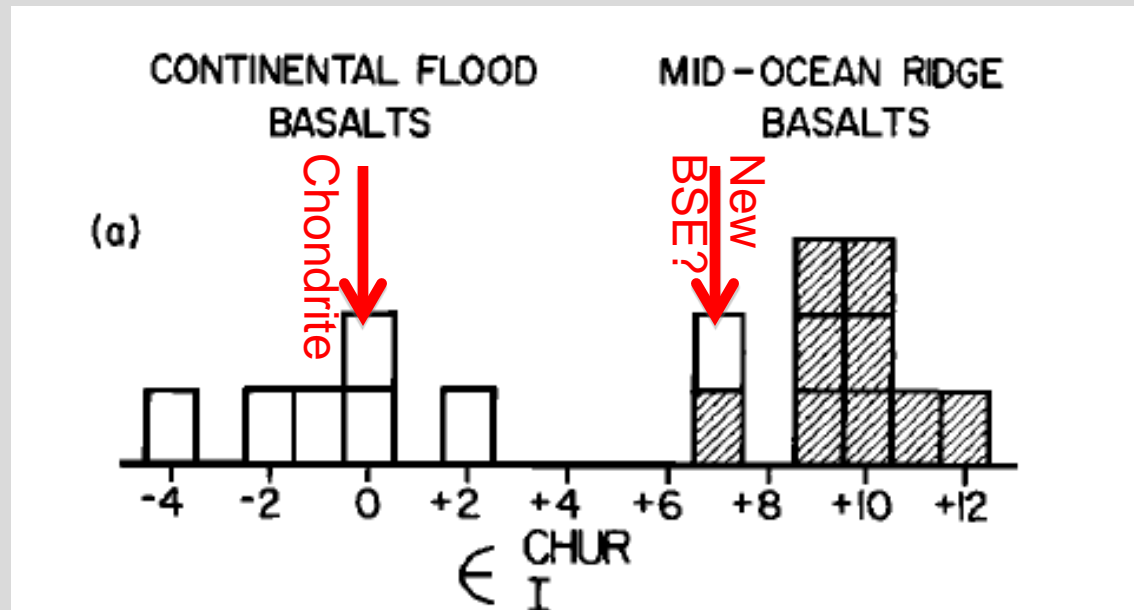 CONTINENTAL FLOOD
BASALTS
MID-OCEAN RIDGE
BASALTS
(a)
Chondrite
New
BSE?
-4 -2 0 +2 +4 +6 +8 +10 +12
∈ CHUR
I